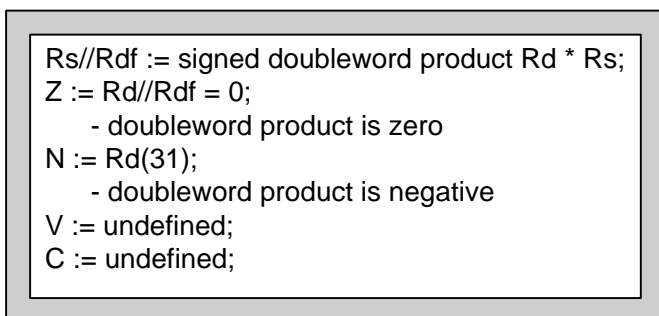 Rs//Rdf := signed doubleword product Rd * Rs;
Z := Rd//Rdf = 0;
- doubleword product is zero
N := Rd(31);
- doubleword product is negative
V := undefined;
C := undefined;